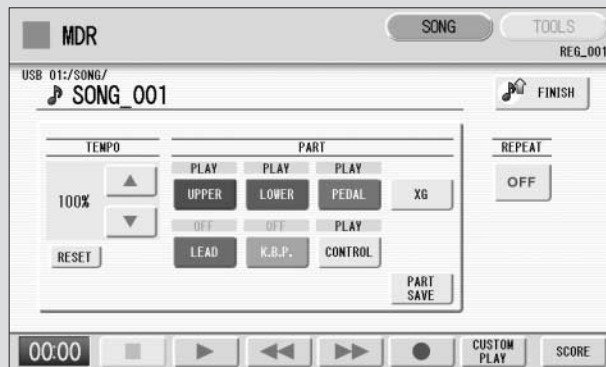 MDR
SONG
TOOLS
REG_001
USB 01:/SONG/
SONG_001
FINISH
TEMPO
PART
REPEAT
PLAY PLAY PLAY
100%
UPPER LOWER PEDAL XG
OFF
OFF OFF PLAY
RESET
LEAD K.B.P. CONTROL
PART
SAVE
00:00
CUSTOM
PLAY
SCORE